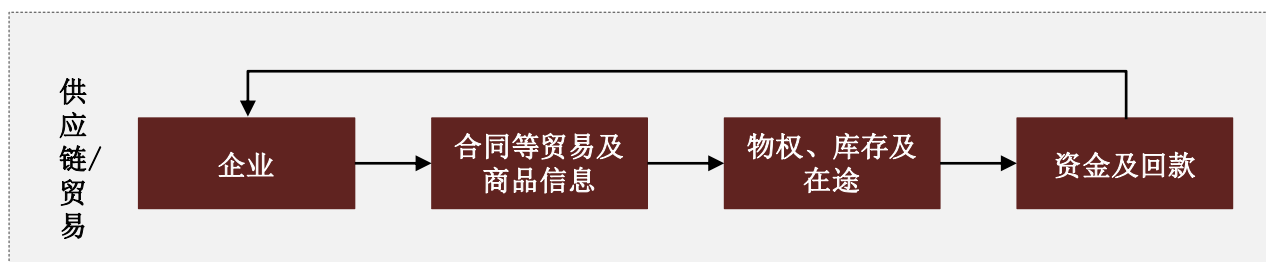 供
应
链/
贸
易
企业
合同等贸易及
商品信息
物权、库存及
在途
资金及回款